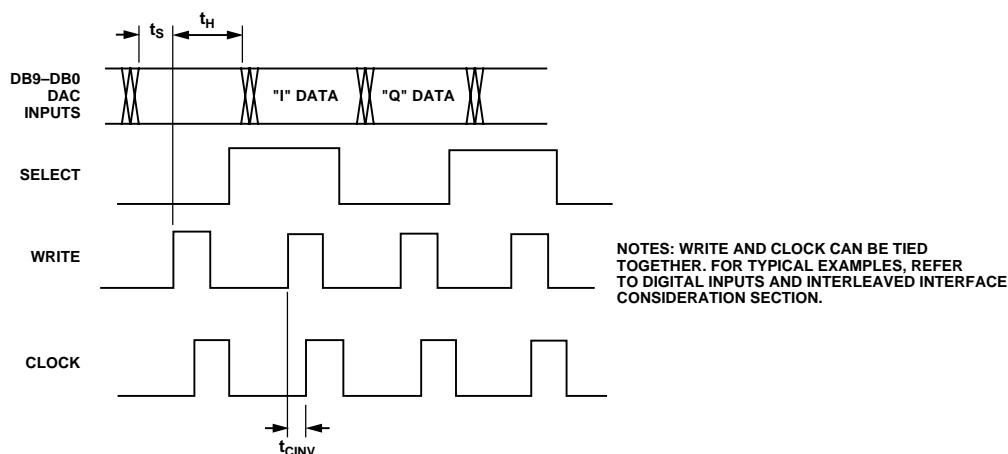 tS
tH
DB9–DB0
DAC
INPUTS
"I" DATA
"Q" DATA
SELECT
WRITE
NOTES: WRITE AND CLOCK CAN BE TIED
TOGETHER. FOR TYPICAL EXAMPLES, REFER
TO DIGITAL INPUTS AND INTERLEAVED INTERFACE
CONSIDERATION SECTION.
CLOCK
tCINV